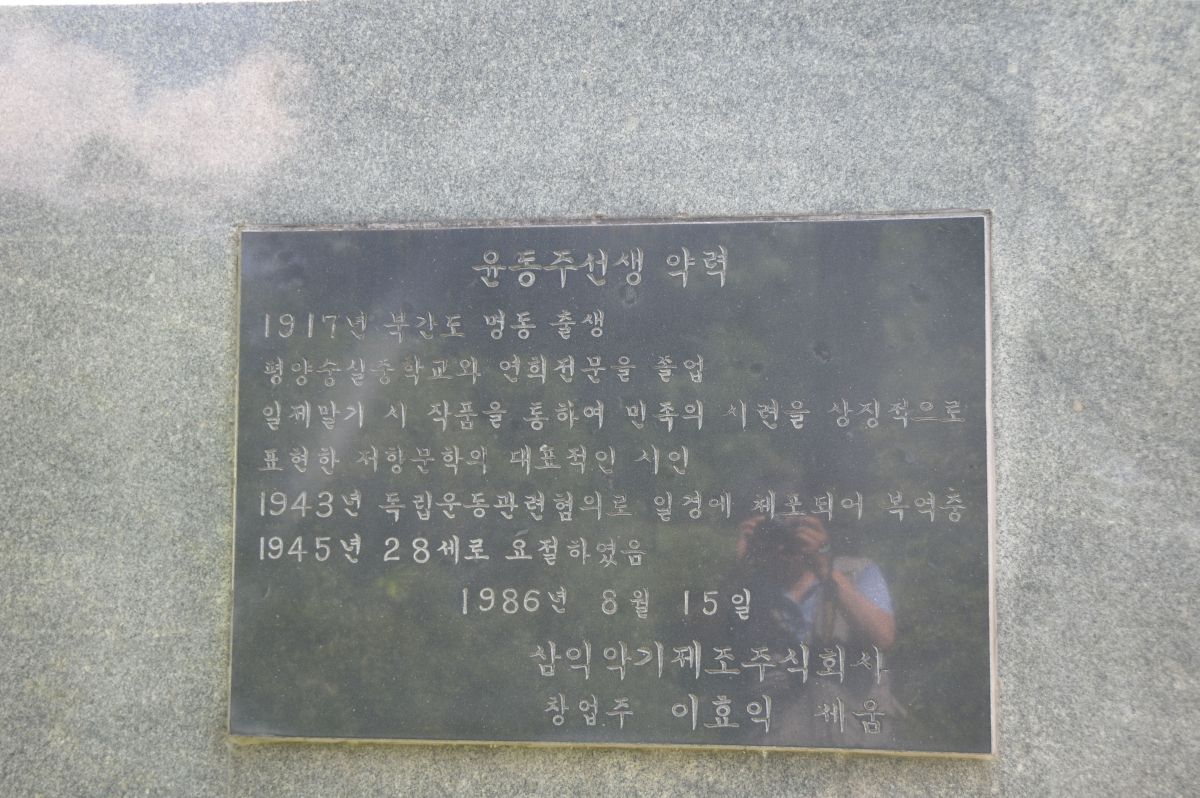 윤동주선생 약력
1917년 북간도 명동 출생
평양숭실중학교와 연희전문을 졸업
일제말기 시 작품을 통하여 민족의 시련을 상징적으로
표현한 저항문학의 대표적인 시인
1943년 독립운동관련혐의로 일경에 체포되어 복역중
1945년 28세로 요절하였음
1986년 8월 15일
삼익악기제조주식회사
창업주 이효익 세움